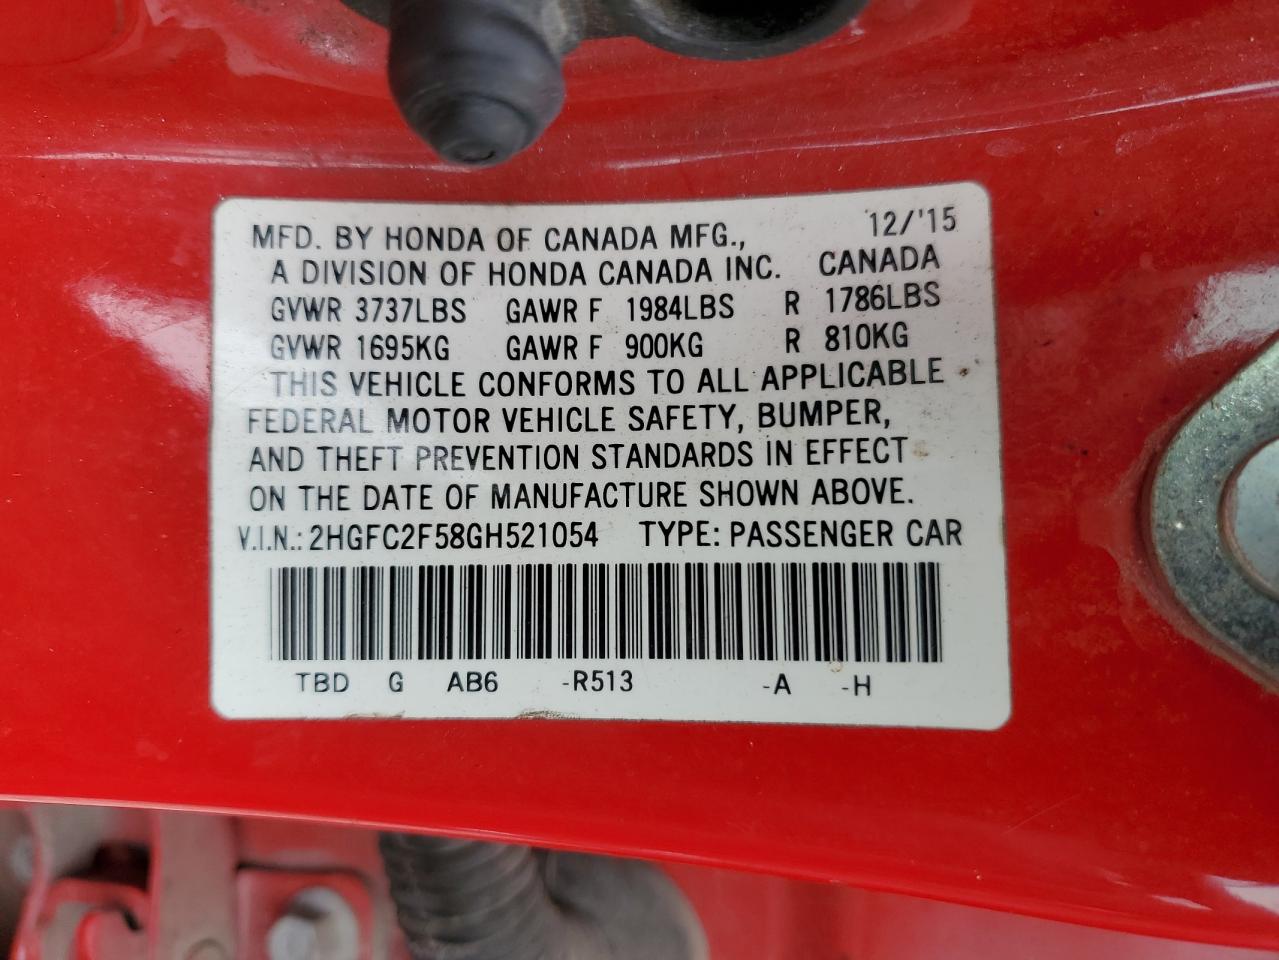 MFD. BY HONDA OF CANADA MFG., 12/'15
A DIVISION OF HONDA CANADA INC. CANADA
GVWR 3737LBS GAWR F 1984LBS R 1786LBS
GVWR 1695KG GAWR F 900KG R 810KG
THIS VEHICLE CONFORMS TO ALL APPLICABLE
FEDERAL MOTOR VEHICLE SAFETY, BUMPER,
AND THEFT PREVENTION STANDARDS IN EFFECT
ON THE DATE OF MANUFACTURE SHOWN ABOVE.
V.I.N.: 2HGFC2F58GH521054 TYPE: PASSENGER CAR
TBD G AB6 -R513 -A -H